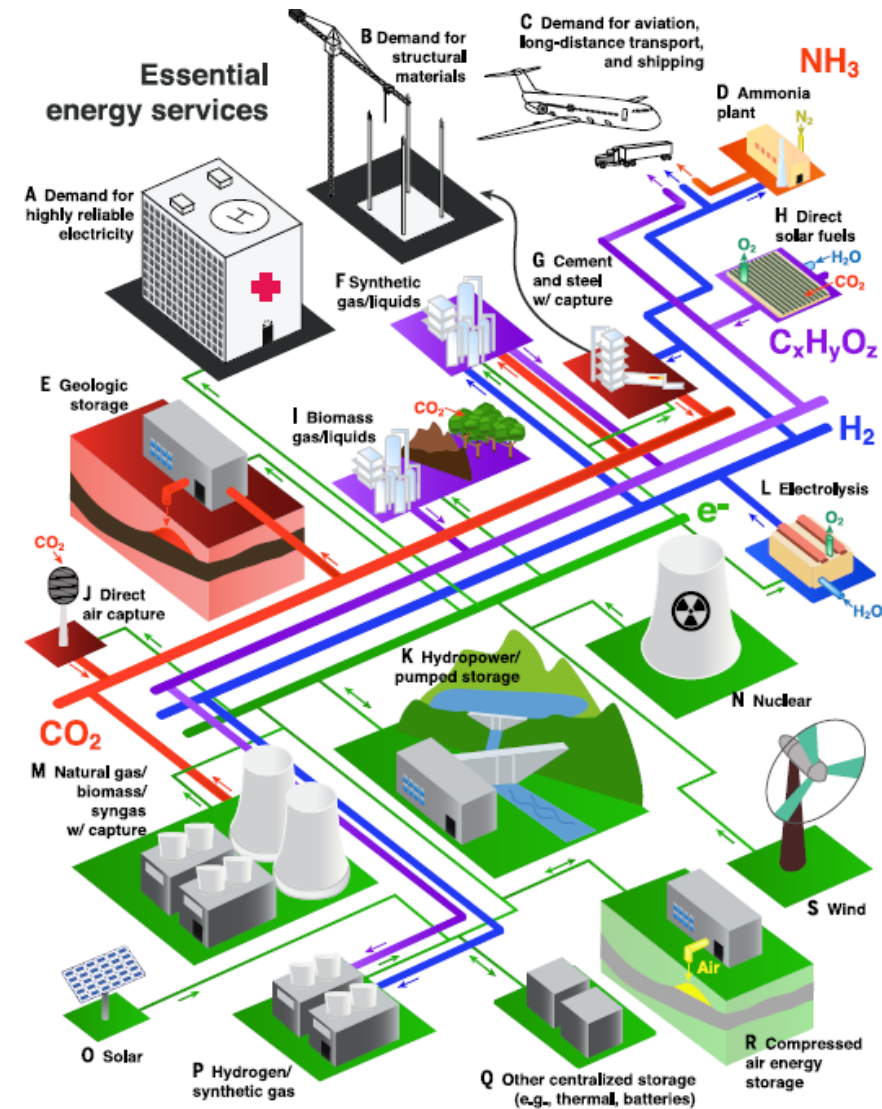 Essential
energy services
B Demand for
structural
materials
C Demand for aviation,
long-distance transport,
and shipping
NH3
D Ammonia
plant
N2
A Demand for
highly reliable
electricity
H
F Synthetic
gas/liquids
G Cement
and steel
w/ capture
H Direct
solar fuels
O2
H2O
CO2
CxHyOz
E Geologic
storage
I Biomass
gas/liquids
CO2
H2
L Electrolysis
O2
H2O
e-
CO2
J Direct
air capture
K Hydropower/
pumped storage
N Nuclear
CO2
M Natural gas/
biomass/
syngas
w/ capture
S Wind
Air
O Solar
P Hydrogen/
synthetic gas
Q Other centralized storage
(e.g., thermal, batteries)
R Compressed
air energy
storage